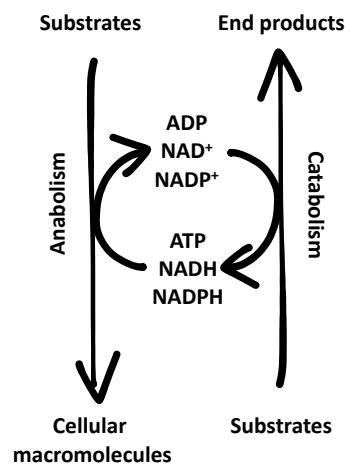 Substrates
End products
Anabolism
ADP
NAD⁺
NADP⁺
Catabolism
ATP
NADH
NADPH
Cellular
macromolecules
Substrates